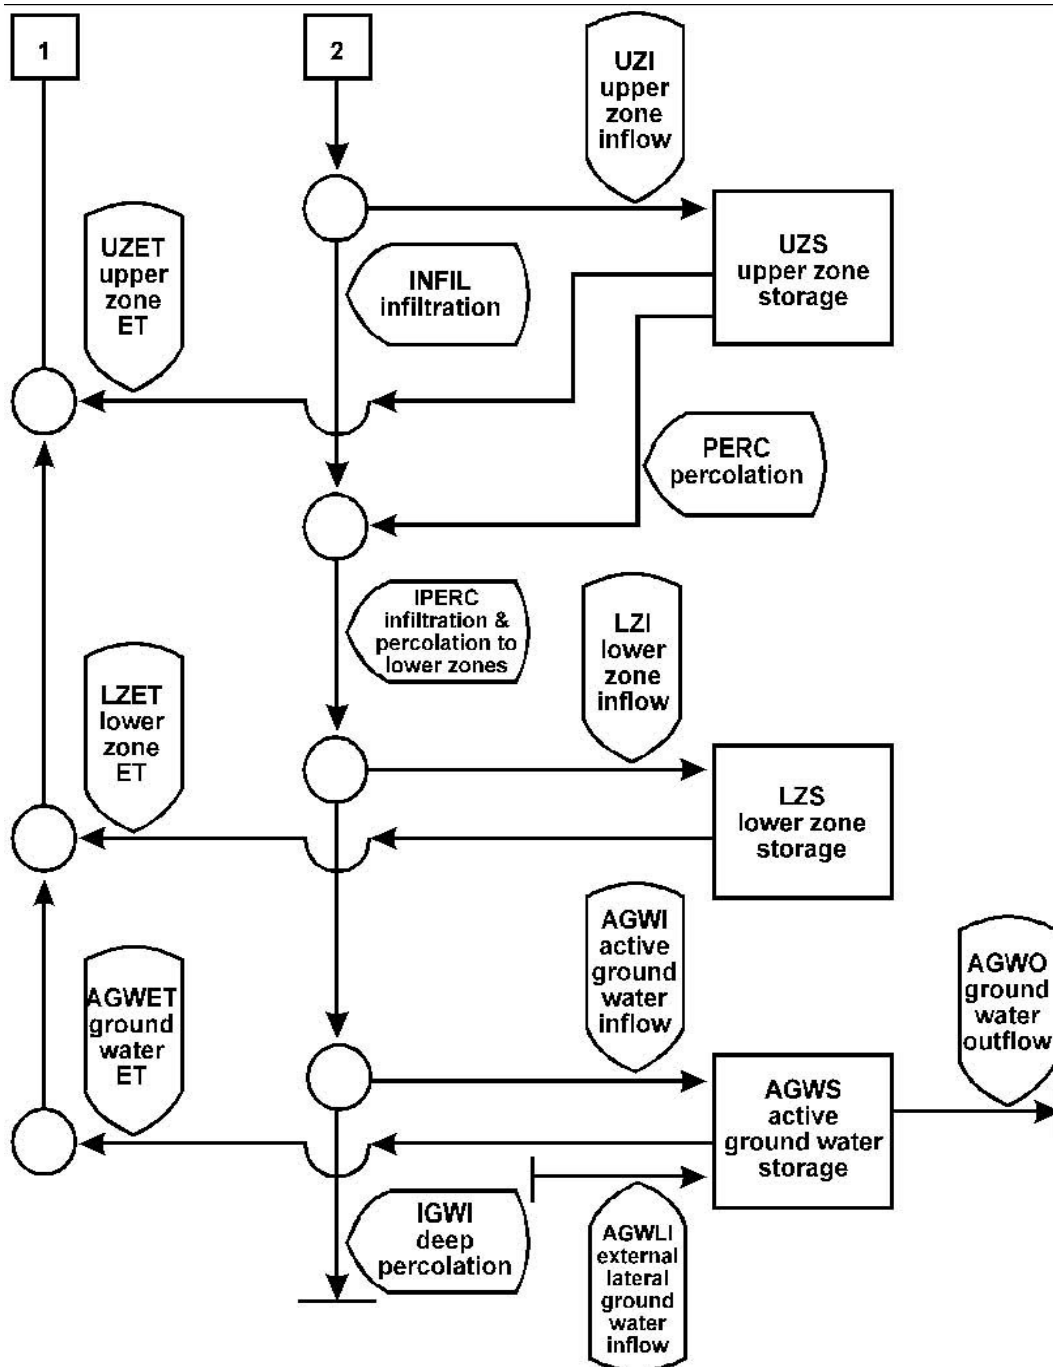 1
2
UZI
upper
zone
inflow
UZET
upper
zone
ET
INFIL
infiltration
UZS
upper zone
storage
PERC
percolation
IPERC
infiltration &
percolation to
lower zones
LZI
lower
zone
inflow
LZET
lower
zone
ET
LZS
lower zone
storage
AGWI
active
ground
water
inflow
AGWO
ground
water
outflow
AGWET
ground
water
ET
AGWS
active
ground water
storage
IGWI
deep
percolation
AGWLI
external
lateral
ground
water
inflow